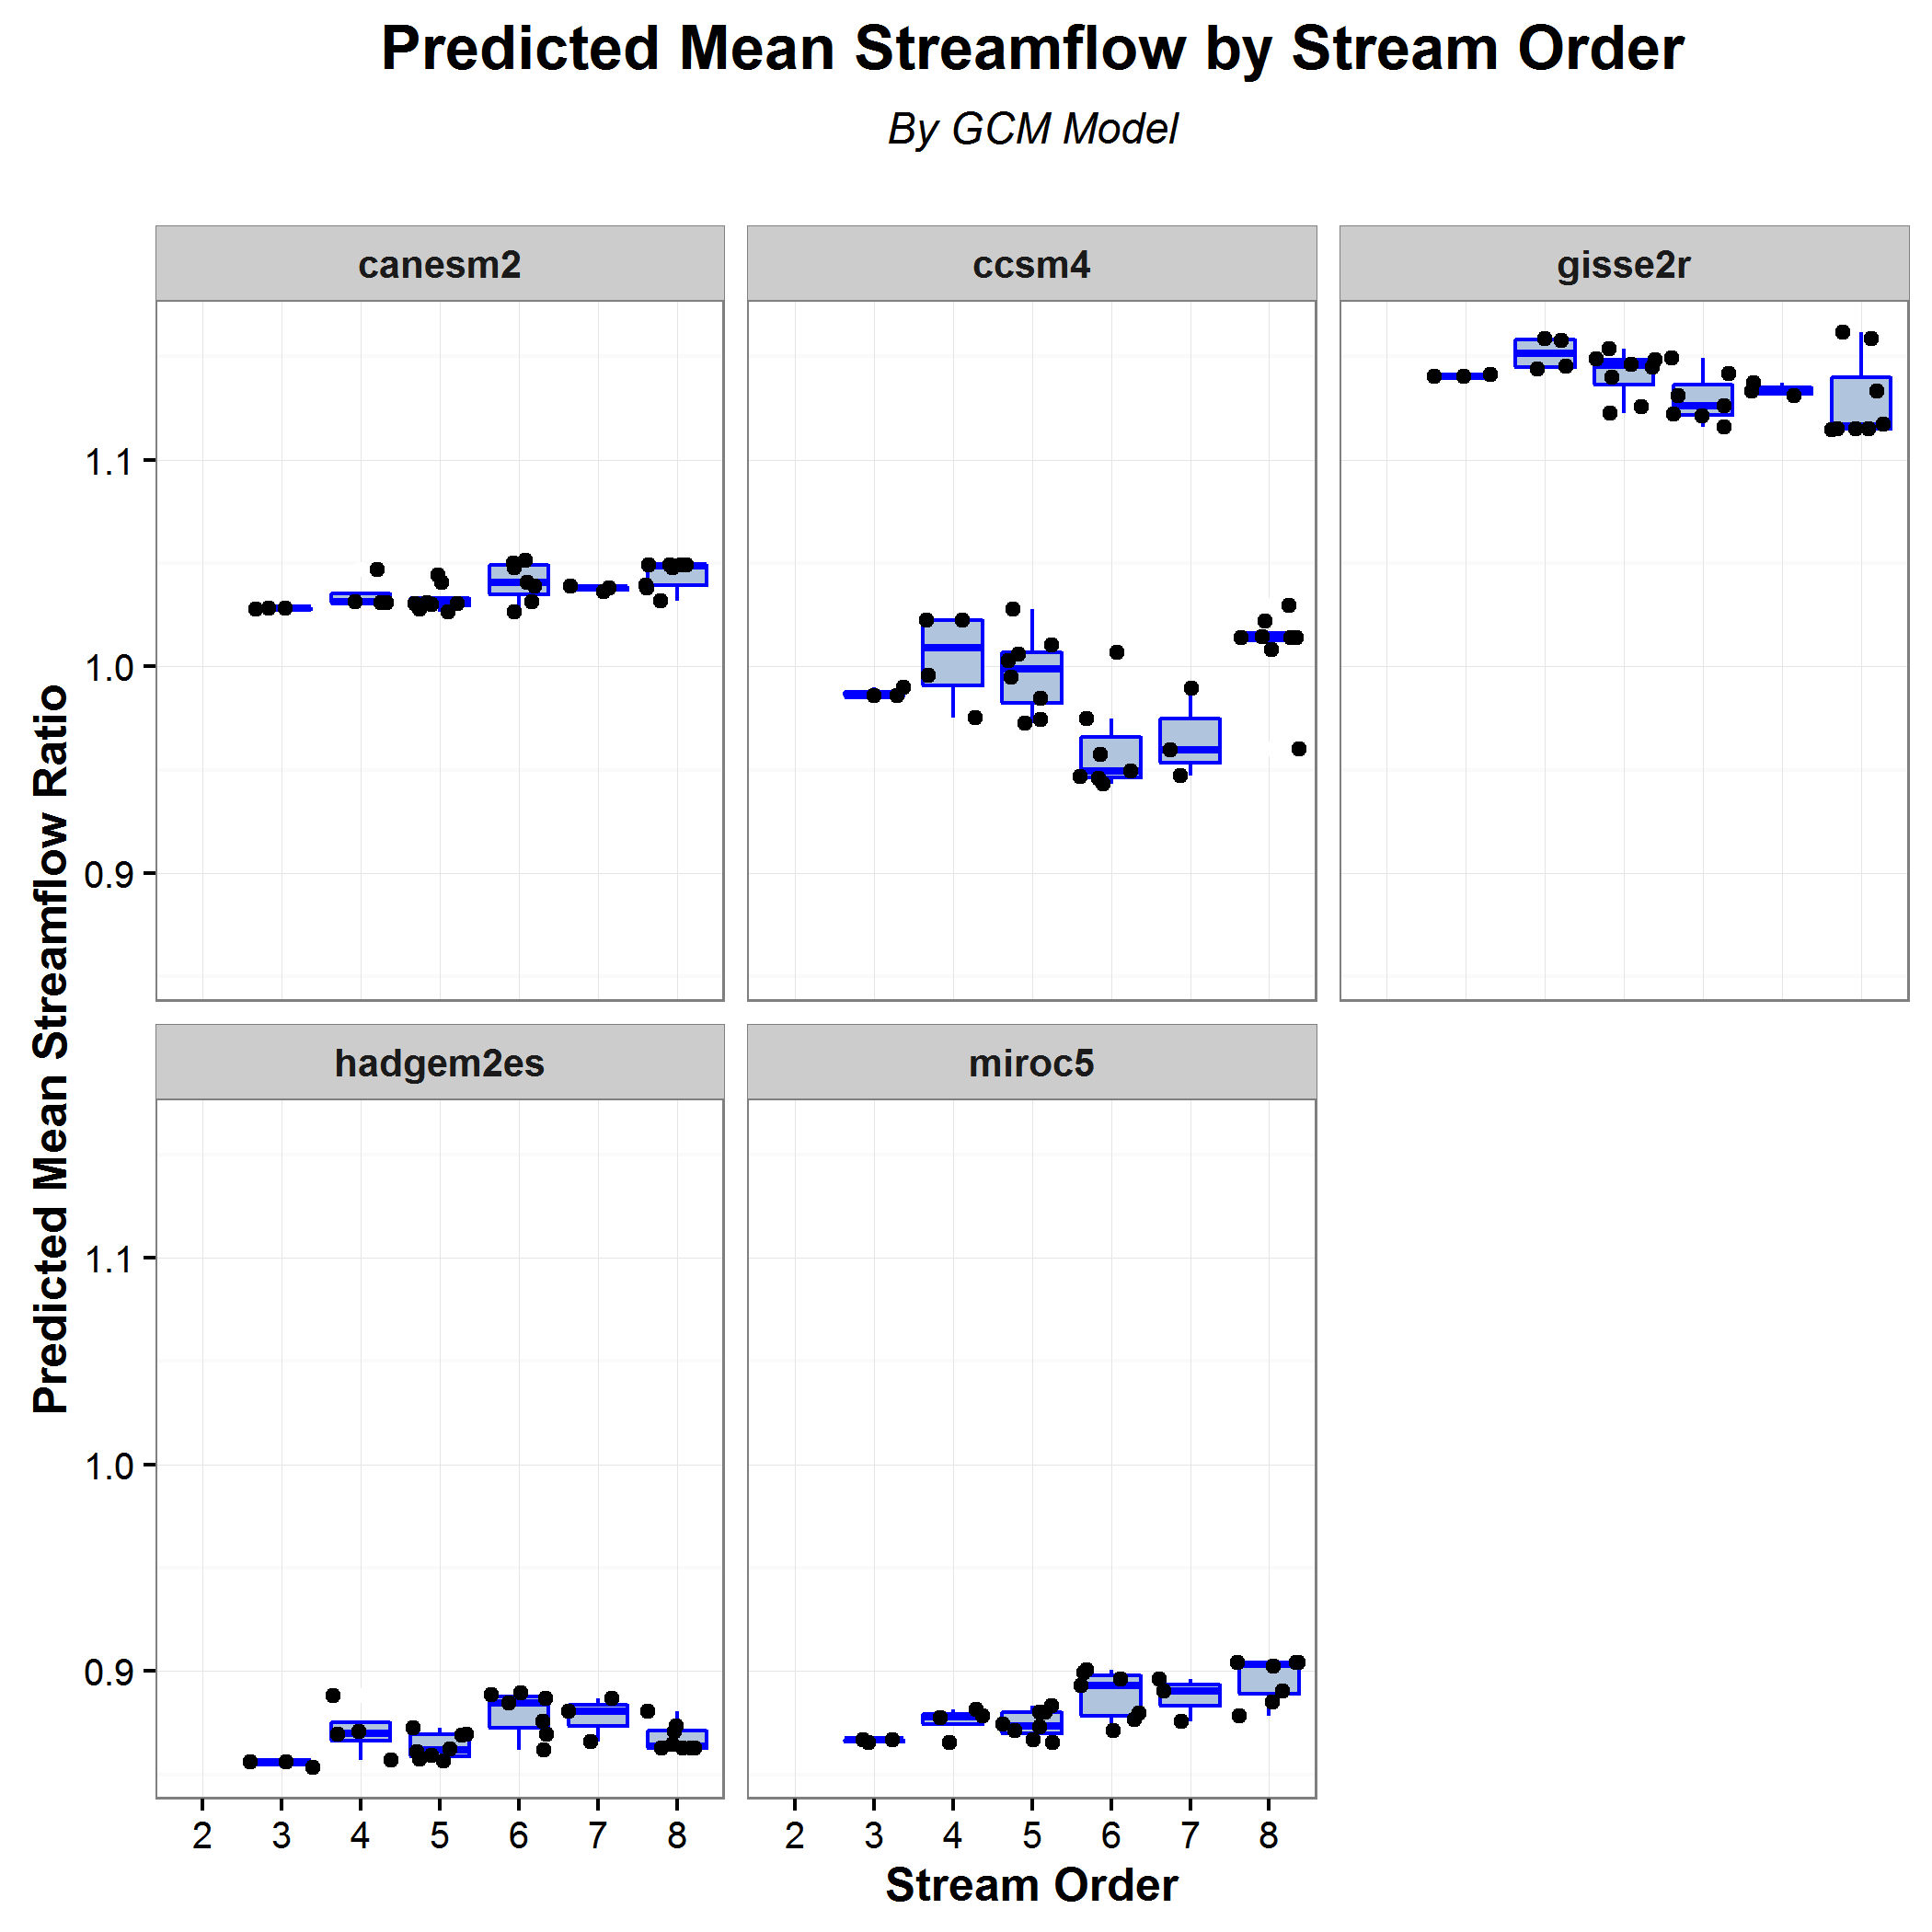 Predicted Mean Streamflow by Stream Order
By GCM Model
canesm2
ccsm4
gisse2r
1.1
1.0
0.9
Predicted Mean Streamflow Ratio
hadgem2es
miroc5
1.1
1.0
0.9
2 3 4 5 6 7 8
2 3 4 5 6 7 8
Stream Order